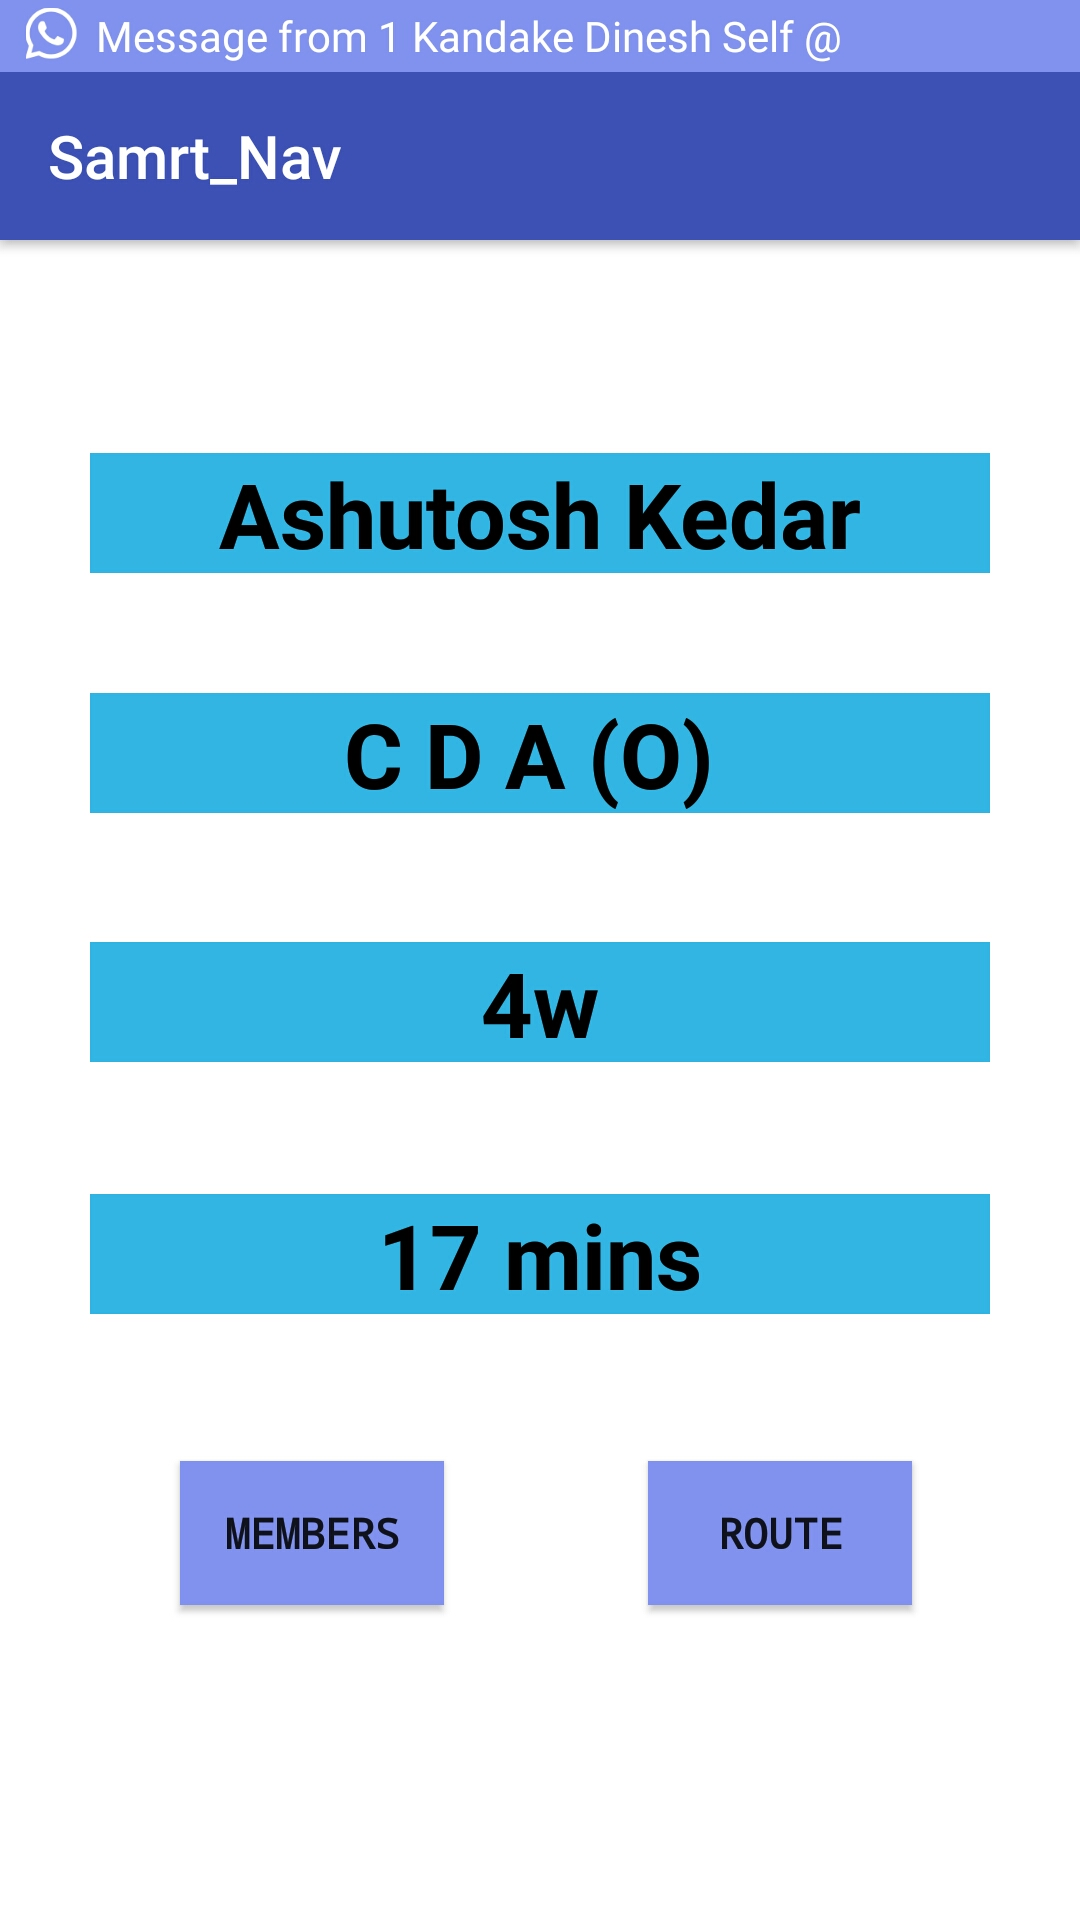 Message from 1 Kandake Dinesh Self @
Samrt_Nav
Ashutosh Kedar
C D A (O)
4w
17 mins
MEMBERS
ROUTE